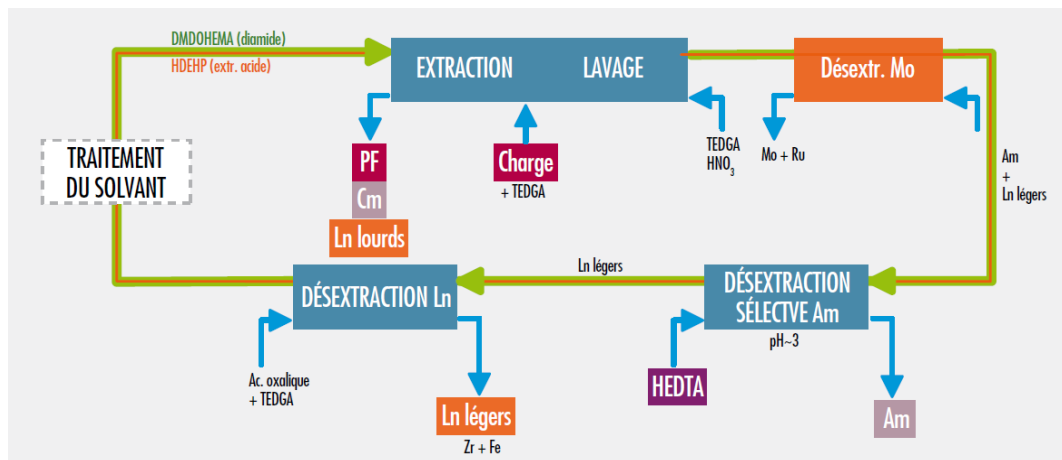 DMDOHEMA (diamide)
HDEHP (extr. acide)
EXTRACTION LAVAGE
Désextr. Mo
TRAITEMENT
DU SOLVANT
PF
Cm
Ln lourds
Charge
+ TEDGA
TEDGA
HNO3
Mo + Ru
Am
+
Ln légers
Ln légers
DÉSEXTRACTION Ln
DÉSEXTRACTION
SÉLECTVE Am
pH~3
Ac. oxalique
+ TEDGA
Ln légers
Zr + Fe
HEDTA
Am